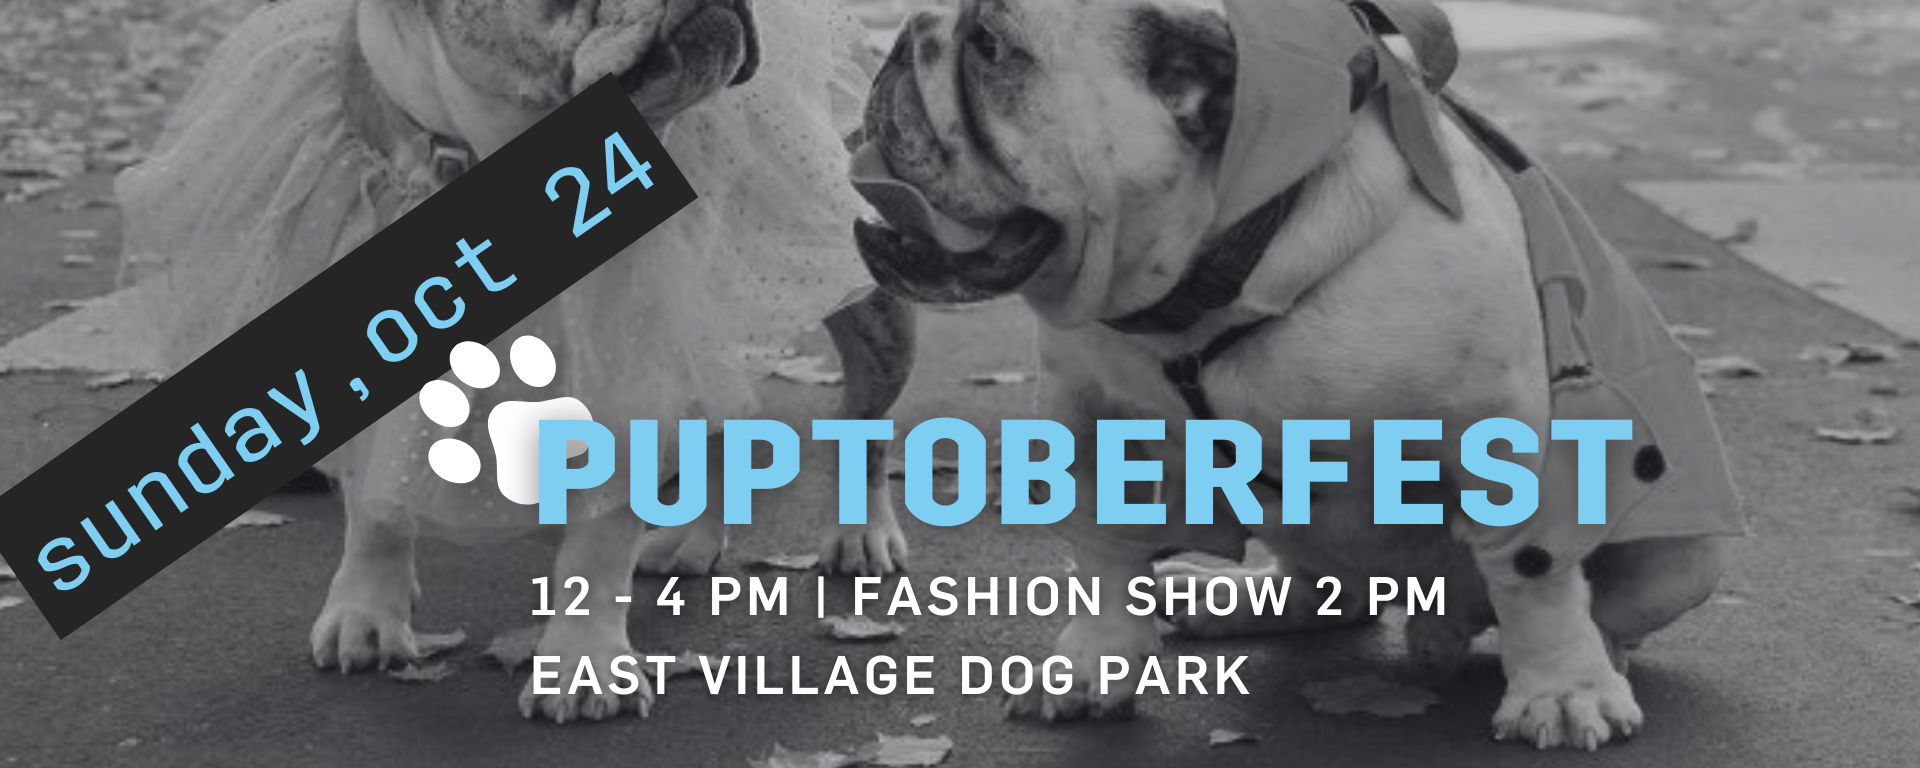 sunday,oct 24
PUPTOBERFEST
12 - 4 PM | FASHION SHOW 2 PM
EAST VILLAGE DOG PARK